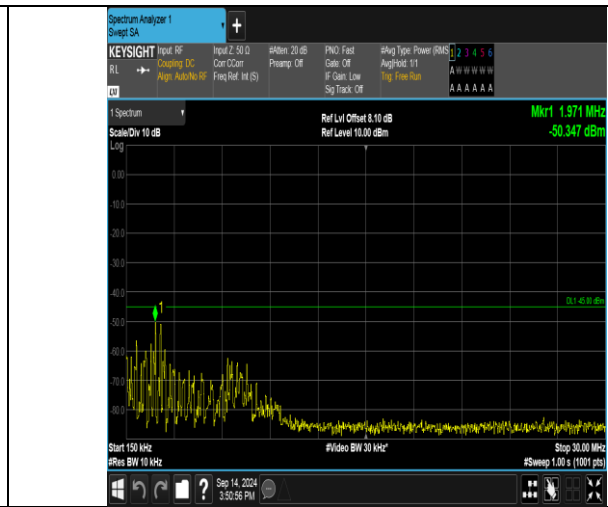 Spectrum Analyzer 1
Swept SA
+
KEYSIGHT Input: RF Input Z: 50 Ω #Atten: 20 dB PNO: Fast #Avg Type: Power (RMS 1 2 3 4 5 6
RL Coupling: DC Corr CCorr Preamp: Off Gate: Off Avg|Hold: 1/1 A W W W W W
Align: Auto/No RF Freq Ref: Int (S) IF Gain: Low Trig: Free Run
LXI Sig Track: Off A A A A A A
1 Spectrum Ref Lvl Offset 8.10 dB Mkr1 1.971 MHz
Scale/Div 10 dB Ref Level 10.00 dBm -50.347 dBm
Log
0.00
-10.0
-20.0
-30.0
-40.0
DL1 -45.00 dBm
1
-50.0
-60.0
-70.0
-80.0
Start 150 kHz #Video BW 30 kHz* Stop 30.00 MHz
#Res BW 10 kHz #Sweep 1.00 s (1001 pts)
? Sep 14, 2024
3:50:56 PM